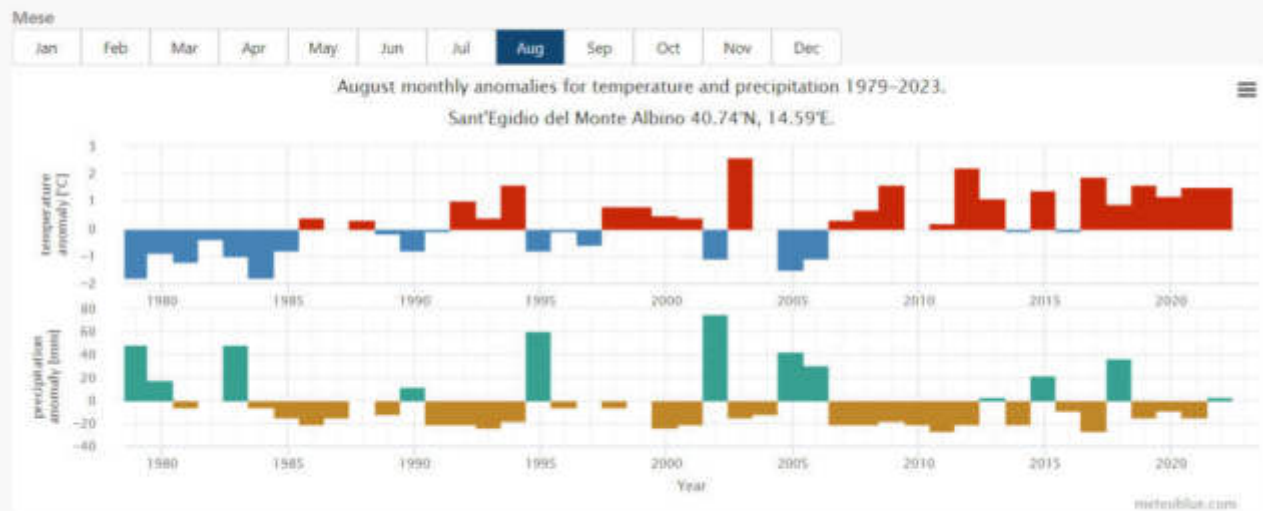 Mese
Jan Feb Mar Apr May Jun Jul Aug Sep Oct Nov Dec
August monthly anomalies for temperature and precipitation 1979-2023.
Sant'Egidio del Monte Albino 40.74°N, 14.59°E.
temperature
anomaly [°C]
3
2
1
0
-1
-2
1980 1985 1990 1995 2000 2005 2010 2015 2020
precipitation
anomaly [mm]
80
60
40
20
0
-20
-40
1980 1985 1990 1995 2000 2005 2010 2015 2020
Year
meteoblue.com